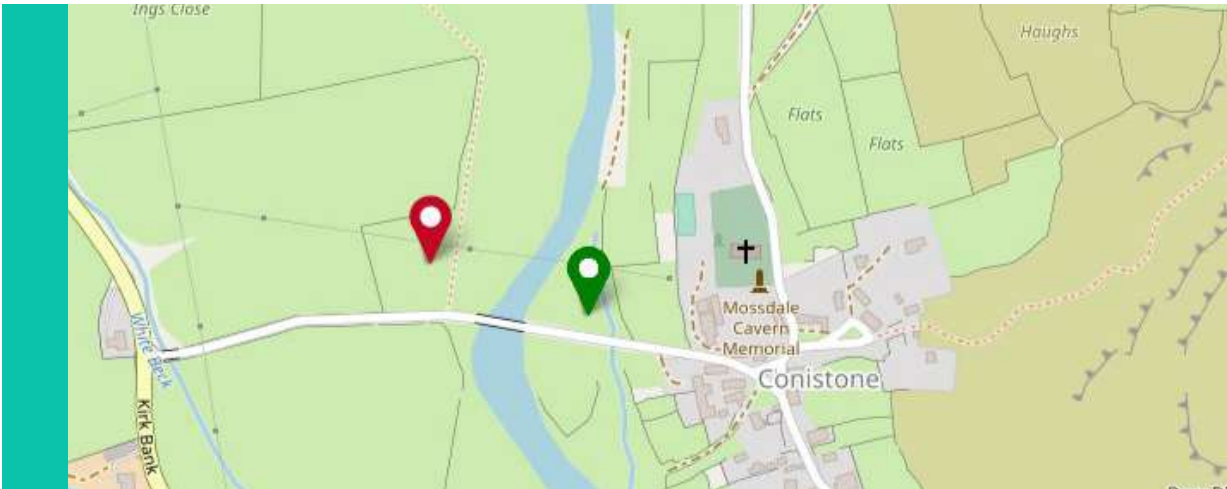 Ings Close
Haughs
Flats
Flats
Mossdale
Cavern
Memorial
Conistone
White Beck
Kirk Bank